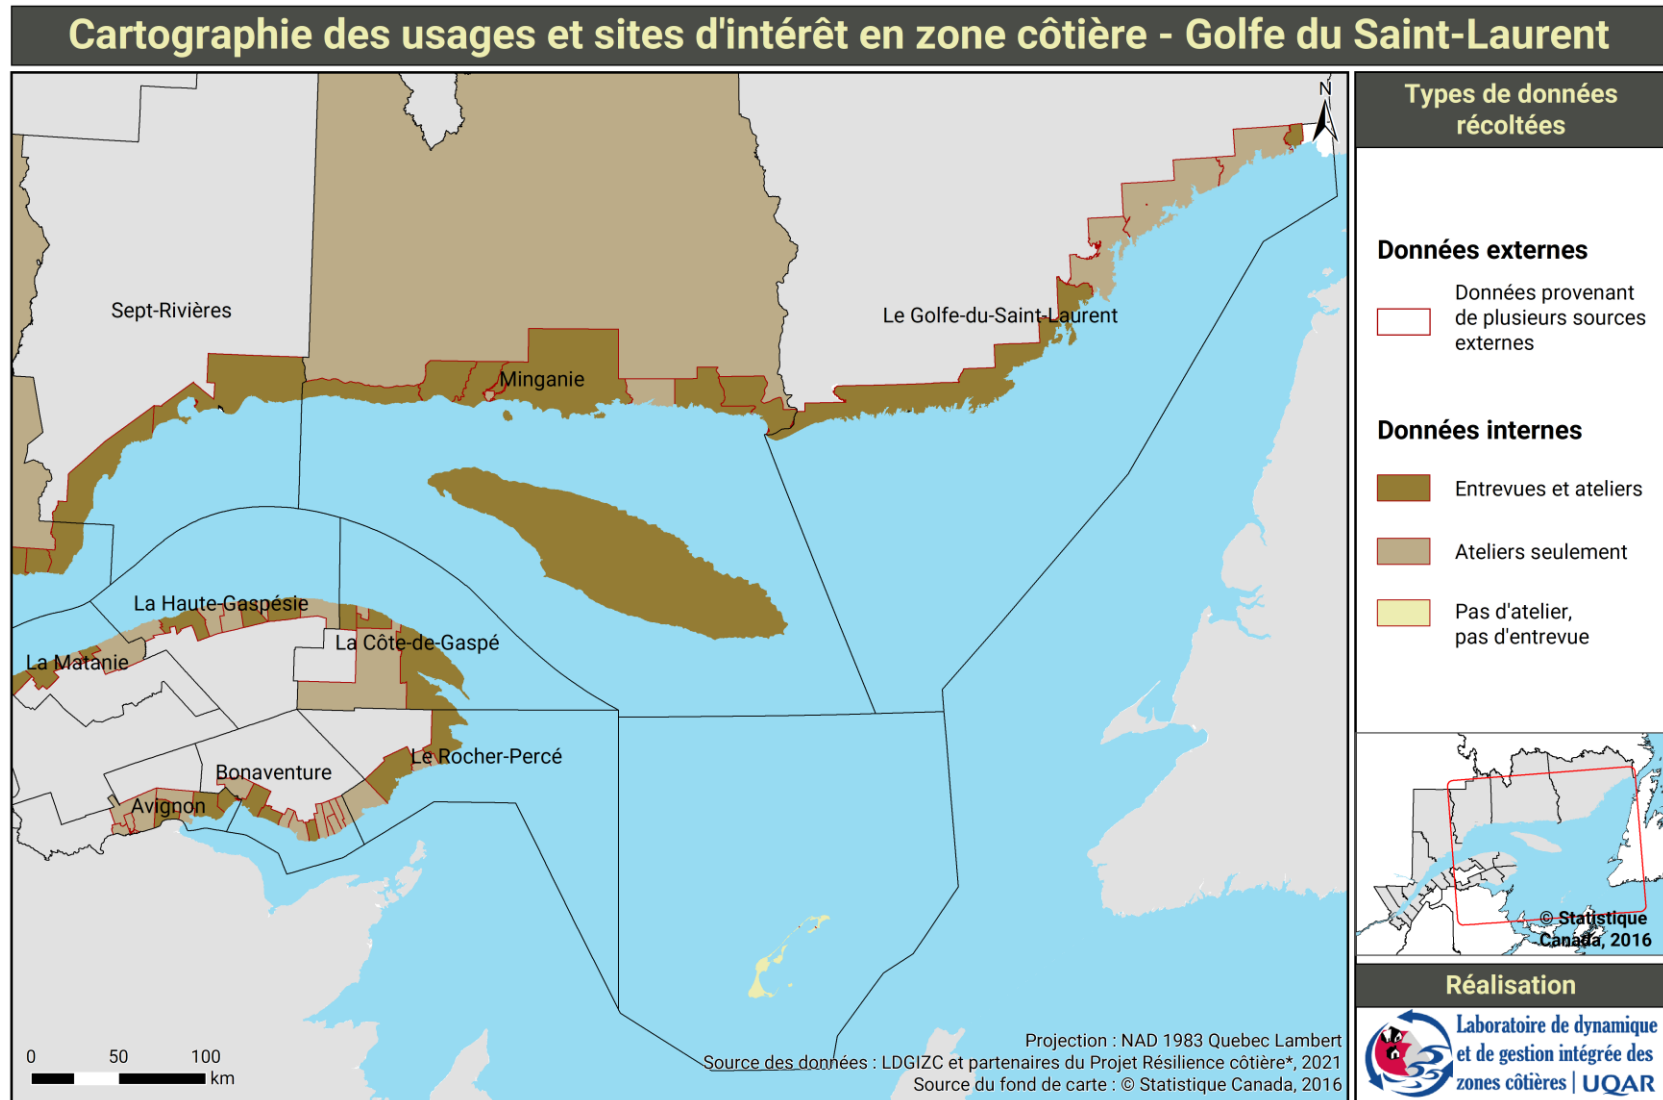 Cartographie des usages et sites d'intérêt en zone côtière - Golfe du Saint-Laurent
N
Sept-Rivières
Le Golfe-du-Saint-Laurent
Minganie
La Haute-Gaspésie
La Côte-de-Gaspé
La Matanie
Le Rocher-Percé
Bonaventure
Avignon
0 50 100
km
Projection : NAD 1983 Quebec Lambert
Source des données : LDGIZC et partenaires du Projet Résilience côtière*, 2021
Source du fond de carte : © Statistique Canada, 2016
Types de données
récoltées
Données externes
Données provenant
de plusieurs sources
externes
Données internes
Entrevues et ateliers
Ateliers seulement
Pas d'atelier,
pas d'entrevue
© Statistique
Canada, 2016
Réalisation
Laboratoire de dynamique
et de gestion intégrée des
zones côtières | UQAR